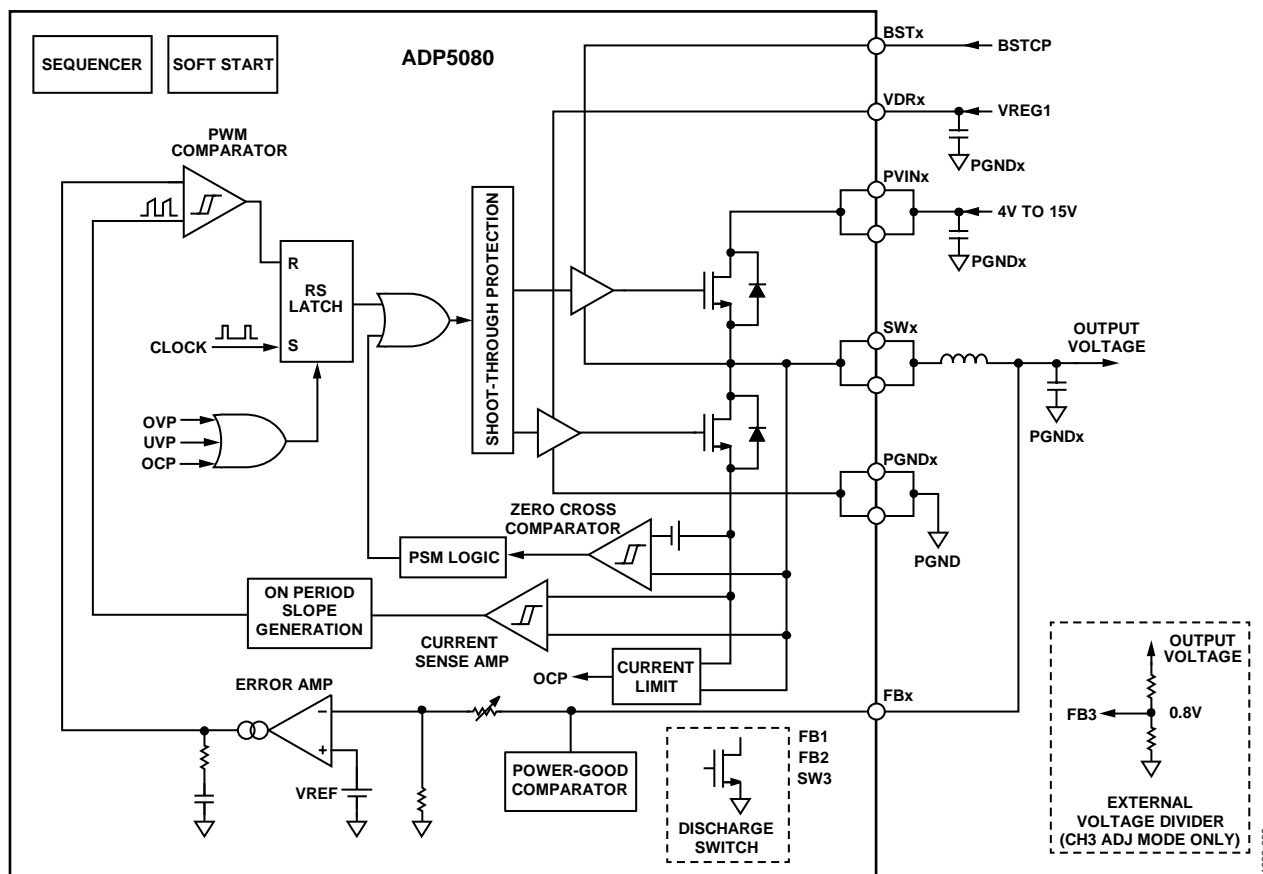 ADP5080
SEQUENCER
SOFT START
BSTx
BSTCP
VDRx
VREG1
PGNDx
PWM
COMPARATOR
PVINx
4V TO 15V
PGNDx
R
RS
LATCH
S
CLOCK
SHOOT-THROUGH PROTECTION
SWx
OUTPUT
VOLTAGE
PGNDx
OVP
UVP
OCP
PGNDx
PGND
ZERO CROSS
COMPARATOR
PSM LOGIC
ON PERIOD
SLOPE
GENERATION
CURRENT
SENSE AMP
OCP
CURRENT
LIMIT
ERROR AMP
FBx
–
+
VREF
POWER-GOOD
COMPARATOR
FB1
FB2
SW3
DISCHARGE
SWITCH
OUTPUT
VOLTAGE
FB3
0.8V
EXTERNAL
VOLTAGE DIVIDER
(CH3 ADJ MODE ONLY)